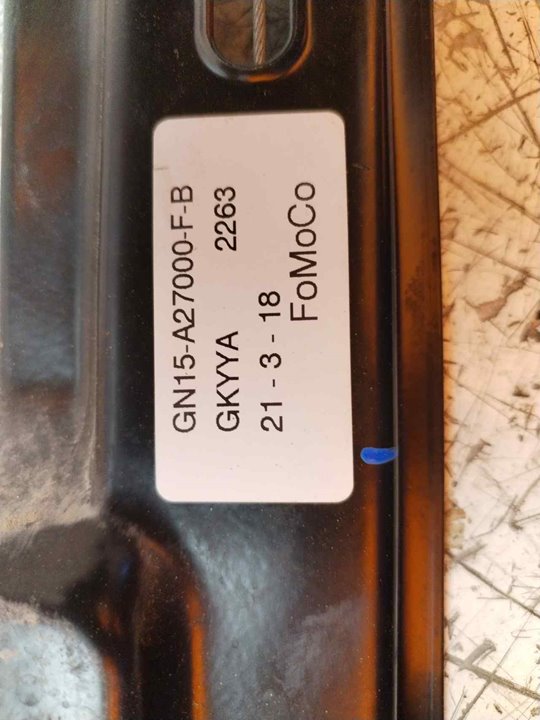 GN15-A27000-F-B
GKYYA 2263
21 - 3 - 18
FoMoCo